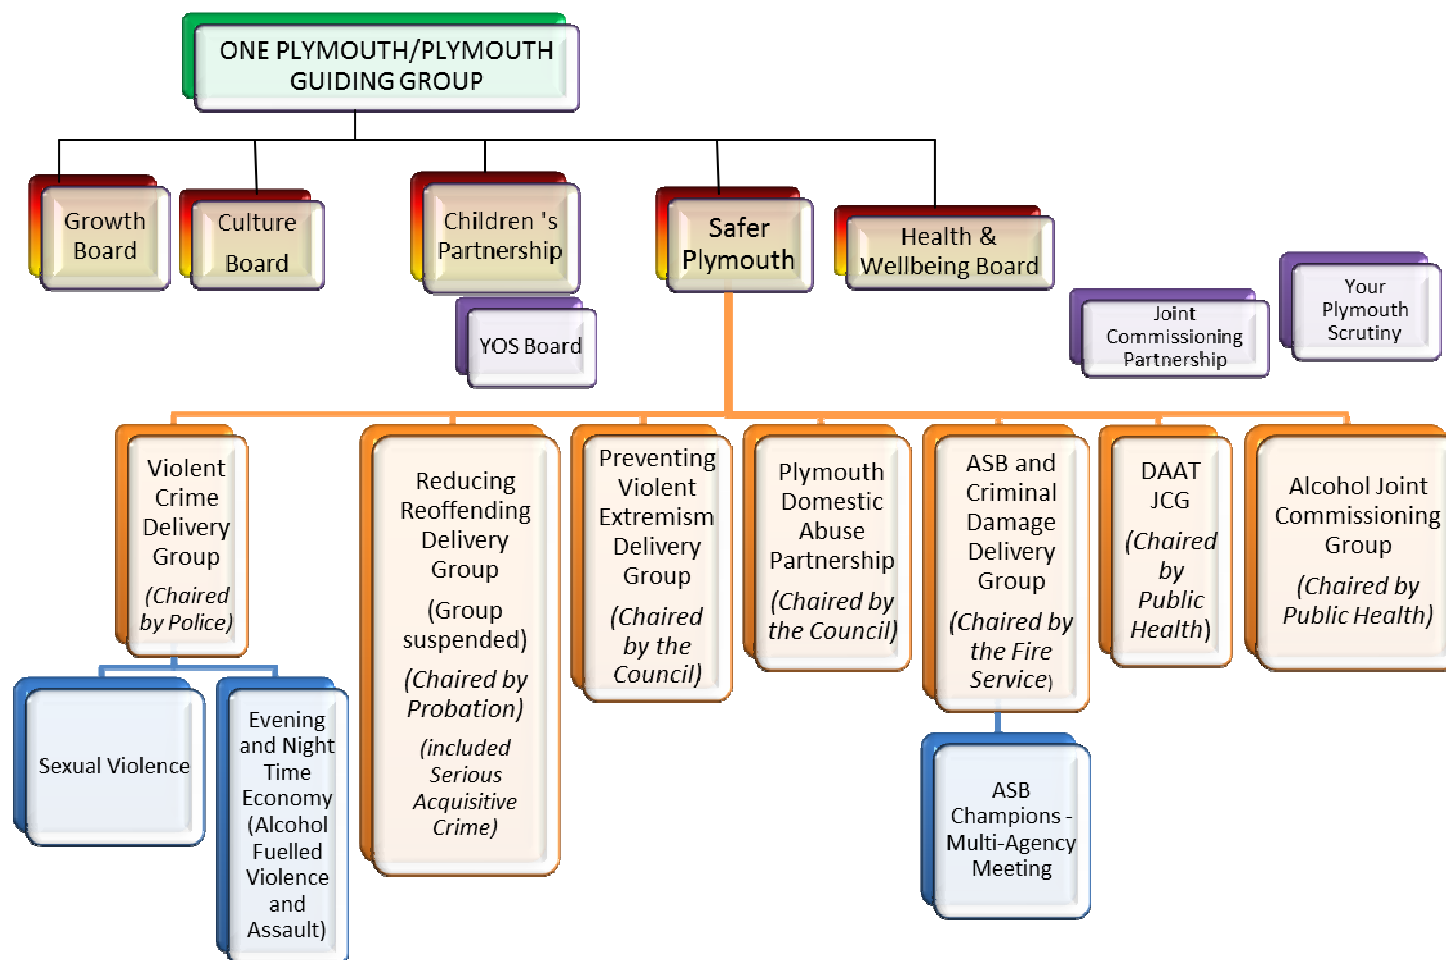 ONE PLYMOUTH/PLYMOUTH
GUIDING GROUP
Growth
Board
Culture
Board
Children 's
Partnership
Safer
Plymouth
Health &
Wellbeing Board
YOS Board
Joint
Commissioning
Partnership
Your
Plymouth
Scrutiny
Violent
Crime
Delivery
Group
(Chaired
by Police)
Reducing
Reoffending
Delivery
Group
(Group
suspended)
(Chaired by
Probation)
(included
Serious
Acquisitive
Crime)
Preventing
Violent
Extremism
Delivery
Group
(Chaired
by the
Council)
Plymouth
Domestic
Abuse
Partnership
(Chaired by
the Council)
ASB and
Criminal
Damage
Delivery
Group
(Chaired by
the Fire
Service)
DAAT
JCG
(Chaired
by
Public
Health)
Alcohol Joint
Commissioning
Group
(Chaired by
Public Health)
Sexual Violence
Evening
and Night
Time
Economy
(Alcohol
Fuelled
Violence
and
Assault)
ASB
Champions -
Multi-Agency
Meeting